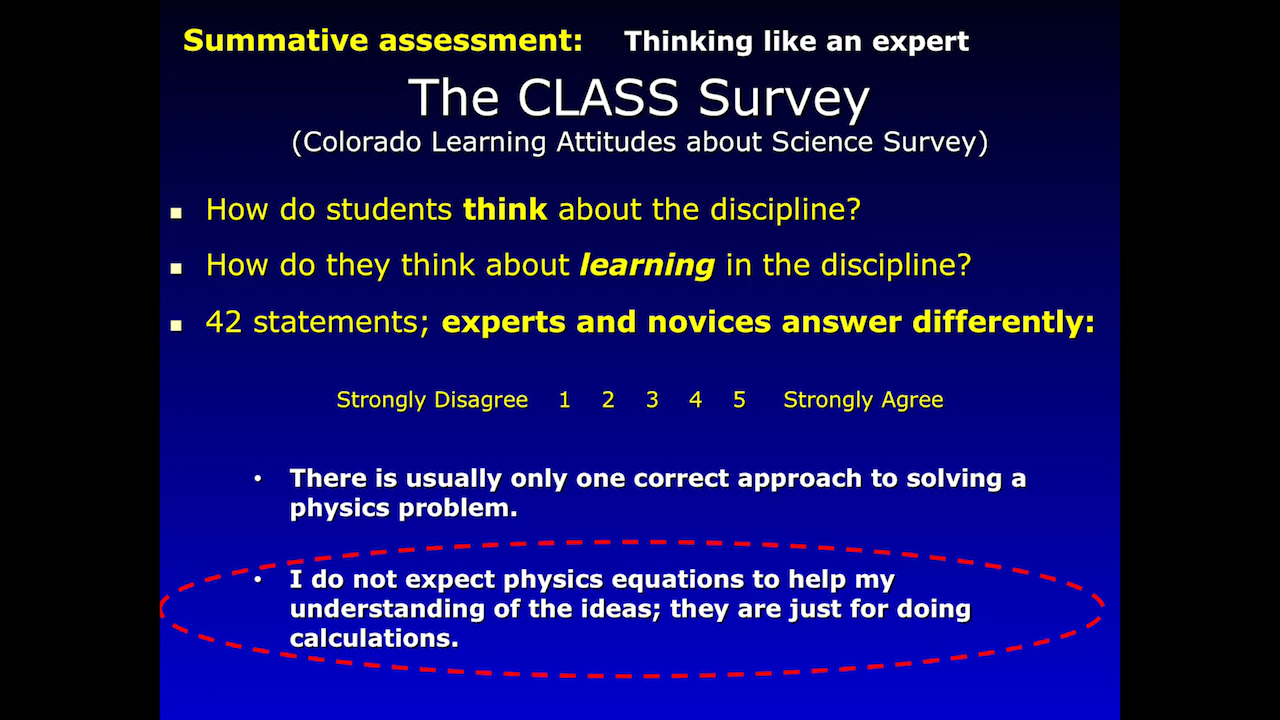 Summative assessment: Thinking like an expert
The CLASS Survey
(Colorado Learning Attitudes about Science Survey)
How do students think about the discipline?
How do they think about learning in the discipline?
42 statements; experts and novices answer differently:
Strongly Disagree 1 2 3 4 5 Strongly Agree
• There is usually only one correct approach to solving a
physics problem.
• I do not expect physics equations to help my
understanding of the ideas; they are just for doing
calculations.